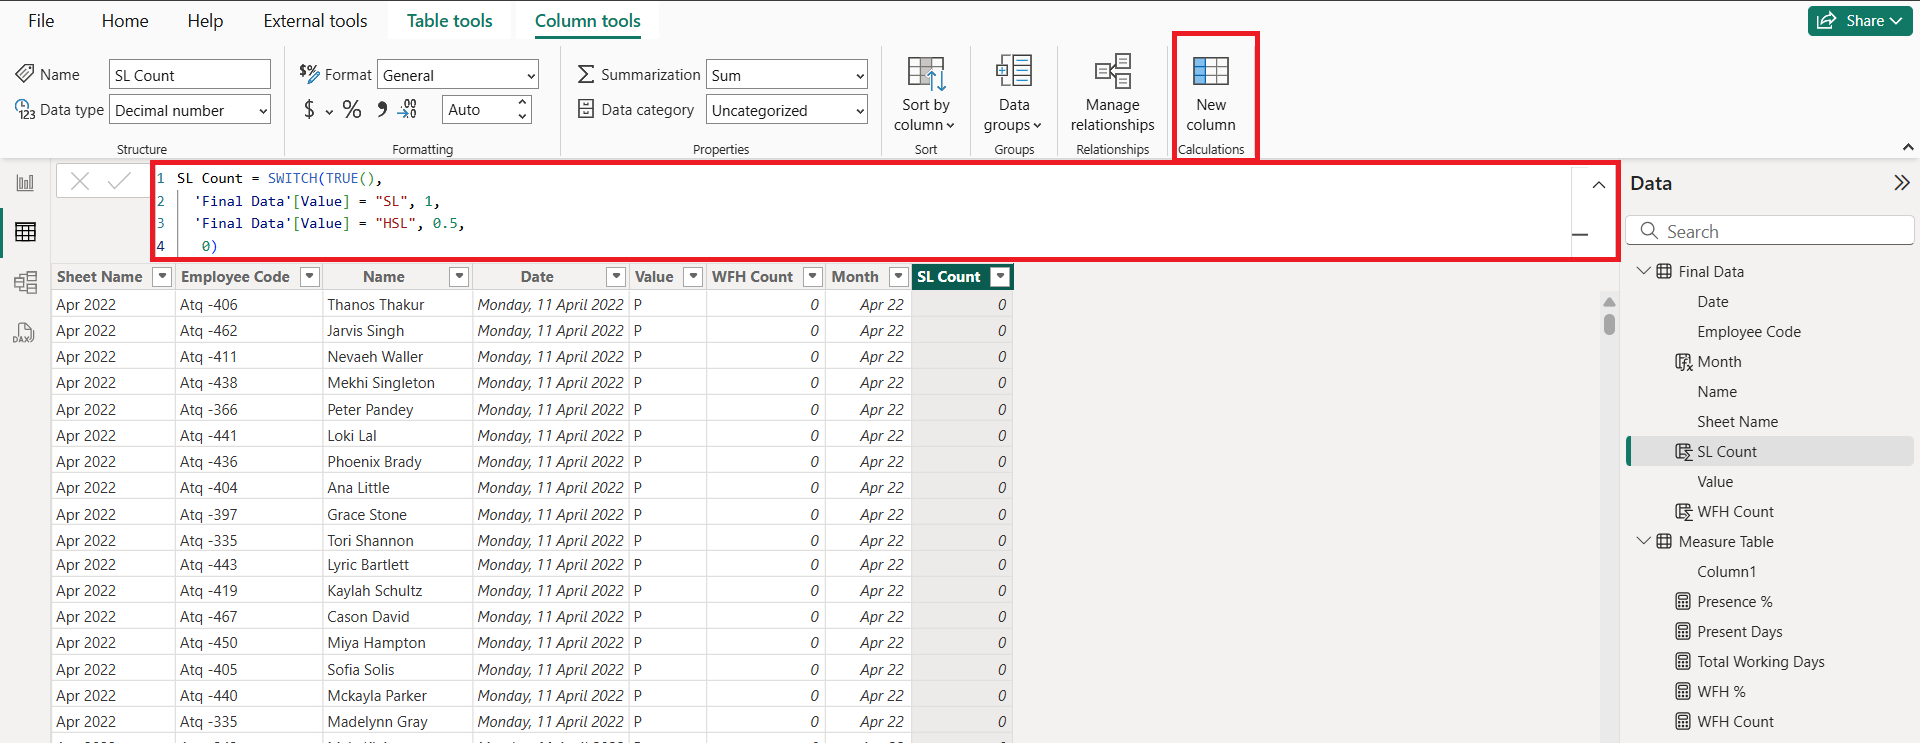 File Home Help External tools Table tools Column tools Share
Name SL Count
Data type Decimal number
Structure
Format General
$ % Auto
Formatting
Summarization Sum
Data category Uncategorized
Properties
Sort by column
Sort
Data groups
Groups
Manage relationships
Relationships
New column
Calculations
1 SL Count = SWITCH(TRUE(),
2 'Final Data'[Value] = "SL", 1,
3 'Final Data'[Value] = "HSL", 0.5,
4 0)
Sheet Name Employee Code Name Date Value WFH Count Month SL Count
Apr 2022 Atq -406 Thanos Thakur Monday, 11 April 2022 P 0 Apr 22 0
Apr 2022 Atq -462 Jarvis Singh Monday, 11 April 2022 P 0 Apr 22 0
Apr 2022 Atq -411 Nevaeh Waller Monday, 11 April 2022 P 0 Apr 22 0
Apr 2022 Atq -438 Mekhi Singleton Monday, 11 April 2022 P 0 Apr 22 0
Apr 2022 Atq -366 Peter Pandey Monday, 11 April 2022 P 0 Apr 22 0
Apr 2022 Atq -441 Loki Lal Monday, 11 April 2022 P 0 Apr 22 0
Apr 2022 Atq -436 Phoenix Brady Monday, 11 April 2022 P 0 Apr 22 0
Apr 2022 Atq -404 Ana Little Monday, 11 April 2022 P 0 Apr 22 0
Apr 2022 Atq -397 Grace Stone Monday, 11 April 2022 P 0 Apr 22 0
Apr 2022 Atq -335 Tori Shannon Monday, 11 April 2022 P 0 Apr 22 0
Apr 2022 Atq -443 Lyric Bartlett Monday, 11 April 2022 P 0 Apr 22 0
Apr 2022 Atq -419 Kaylah Schultz Monday, 11 April 2022 P 0 Apr 22 0
Apr 2022 Atq -467 Cason David Monday, 11 April 2022 P 0 Apr 22 0
Apr 2022 Atq -450 Miya Hampton Monday, 11 April 2022 P 0 Apr 22 0
Apr 2022 Atq -405 Sofia Solis Monday, 11 April 2022 P 0 Apr 22 0
Apr 2022 Atq -440 Mckayla Parker Monday, 11 April 2022 P 0 Apr 22 0
Apr 2022 Atq -335 Madelynn Gray Monday, 11 April 2022 P 0 Apr 22 0
DAX
Data
Search
Final Data
Date
Employee Code
Month
Name
Sheet Name
SL Count
Value
WFH Count
Measure Table
Column1
Presence %
Present Days
Total Working Days
WFH %
WFH Count